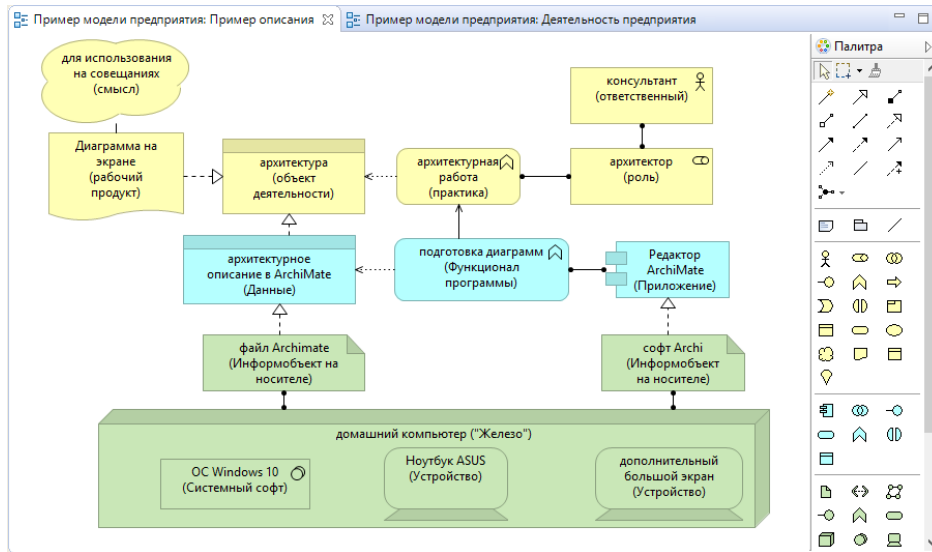 Пример модели предприятия: Пример описания
Пример модели предприятия: Деятельность предприятия
Палитра
для использования
на совещаниях
(смысл)
консультант
(ответственный)
Диаграмма на
экране
(рабочий
продукт)
архитектура
(объект
деятельности)
архитектурная
работа
(практика)
архитектор
(роль)
архитектурное
описание в ArchiMate
(Данные)
подготовка диаграмм
(Функционал
программы)
Редактор
ArchiMate
(Приложение)
файл Archimate
(Информобъект на
носителе)
софт Archi
(Информобъект
на носителе)
домашний компьютер ("Железо")
ОС Windows 10
(Системный софт)
Ноутбук ASUS
(Устройство)
дополнительный
большой экран
(Устройство)